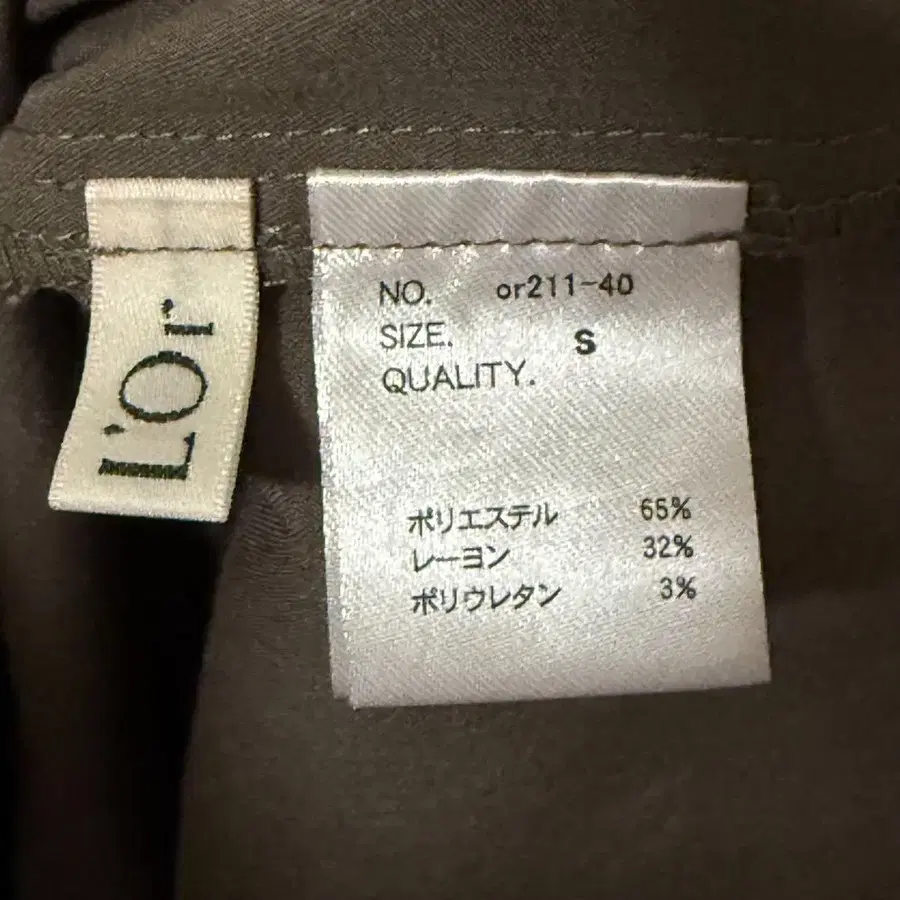 L'Or
NO. or211-40
SIZE. S
QUALITY.
ポリエステル 65%
レーヨン 32%
ポリウレタン 3%